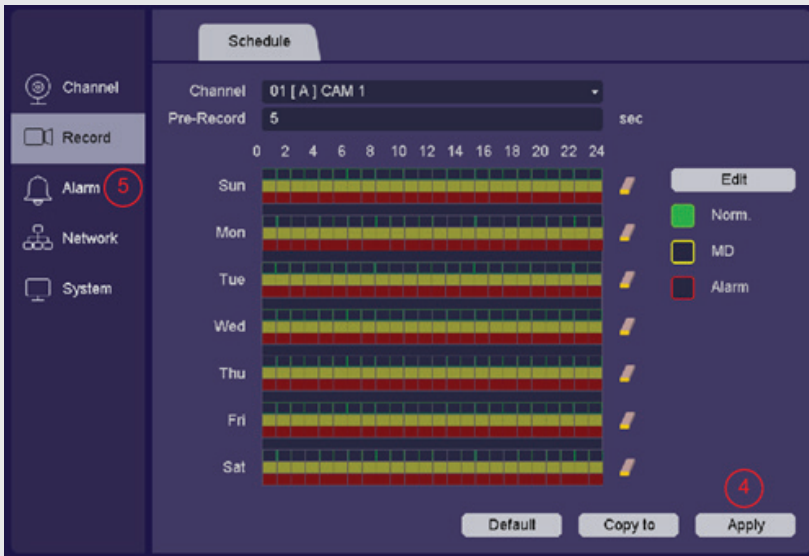 Schedule
Channel
Record
Alarm 5
Network
System
Channel 01 [ A ] CAM 1
Pre-Record 5 sec
0 2 4 6 8 10 12 14 16 18 20 22 24
Sun
Mon
Tue
Wed
Thu
Fri
Sat
Edit
Norm.
MD
Alarm
4
Default Copy to Apply